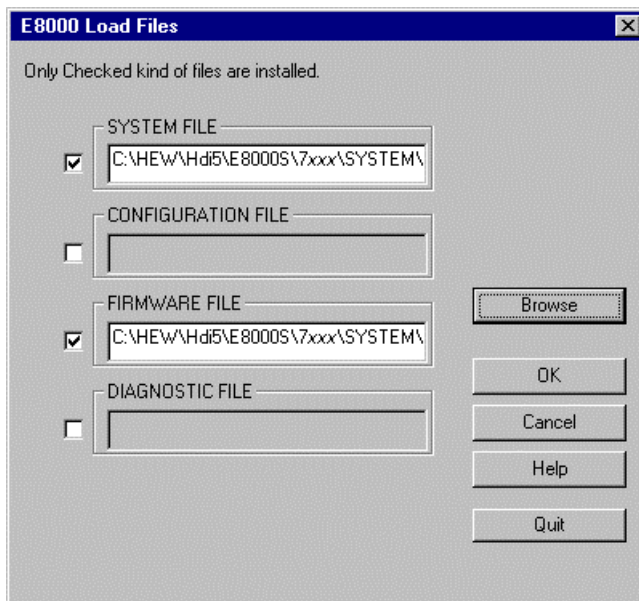 E8000 Load Files
Only Checked kind of files are installed.
SYSTEM FILE
C:\HEW\Hdi5\E8000S\7xxx\SYSTEM\
CONFIGURATION FILE
FIRMWARE FILE
C:\HEW\Hdi5\E8000S\7xxx\SYSTEM\
DIAGNOSTIC FILE
Browse
OK
Cancel
Help
Quit